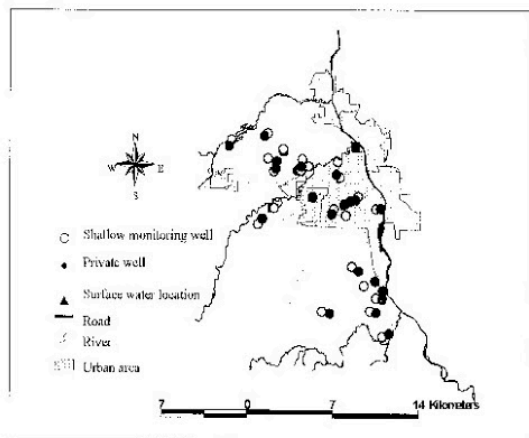 N
W E
S
Shallow monitoring well
Private well
Surface water location
Road
River
Urban area
7 0 7 14 Kilometers